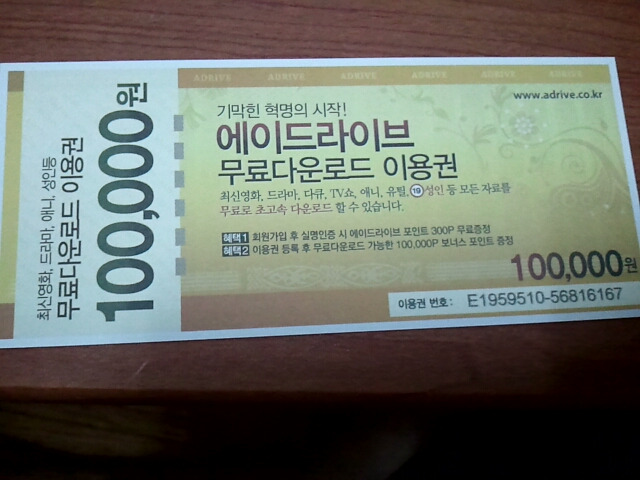 최신영화, 드라마, 애니, 성인등
무료다운로드 이용권
100,000원
ADRIVE ADRIVE ADRIVE ADRIVE ADRIVE ADRIVE
www.adrive.co.kr
기막힌 혁명의 시작!
에이드라이브
무료다운로드 이용권
최신영화, 드라마, 다큐, TV쇼, 애니, 유틸, 19성인 등 모든 자료를
무료로 초고속 다운로드 할 수 있습니다.
혜택1 회원가입 후 실명인증 시 에이드라이브 포인트 300P 무료증정
혜택2 이용권 등록 후 무료다운로드 가능한 100,000P 보너스 포인트 증정
100,000원
이용권 번호: E1959510-56816167